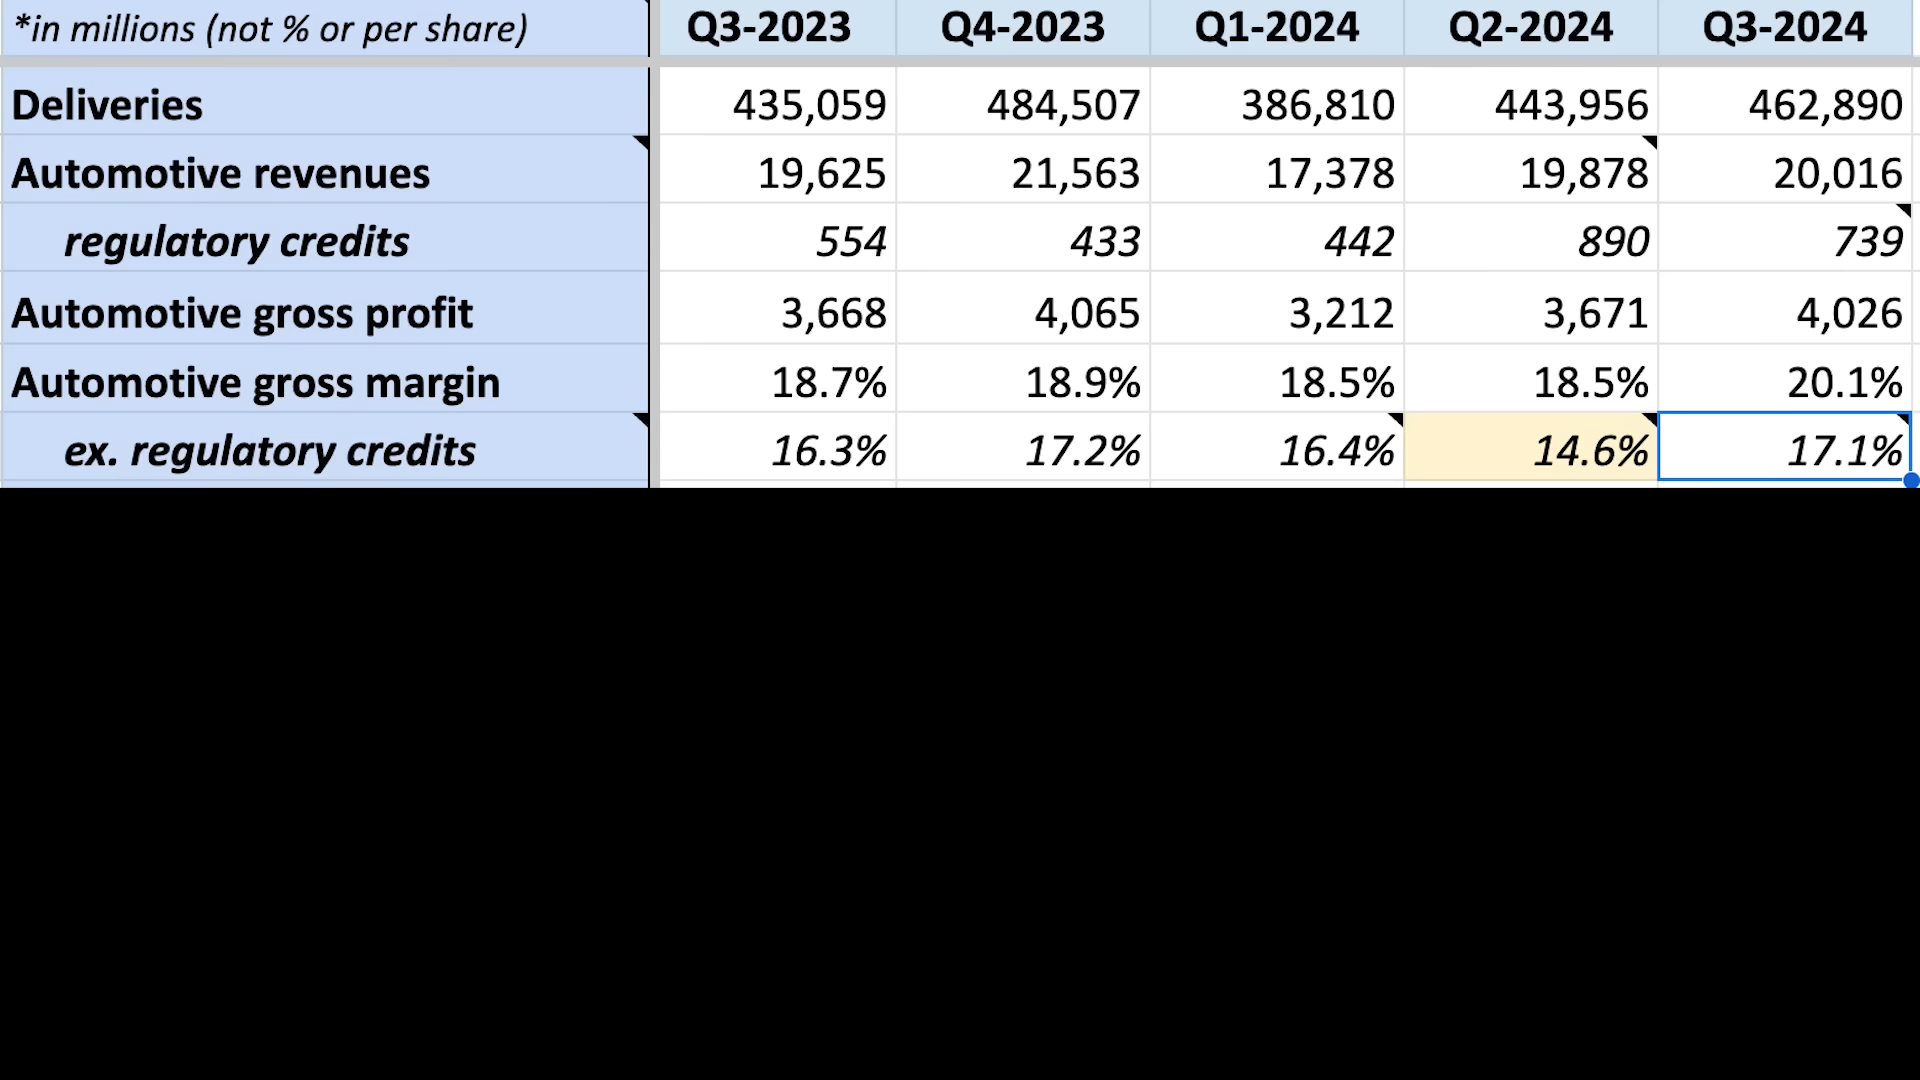 *in millions (not % or per share) Q3-2023 Q4-2023 Q1-2024 Q2-2024 Q3-2024
Deliveries 435,059 484,507 386,810 443,956 462,890
Automotive revenues 19,625 21,563 17,378 19,878 20,016
regulatory credits 554 433 442 890 739
Automotive gross profit 3,668 4,065 3,212 3,671 4,026
Automotive gross margin 18.7% 18.9% 18.5% 18.5% 20.1%
ex. regulatory credits 16.3% 17.2% 16.4% 14.6% 17.1%